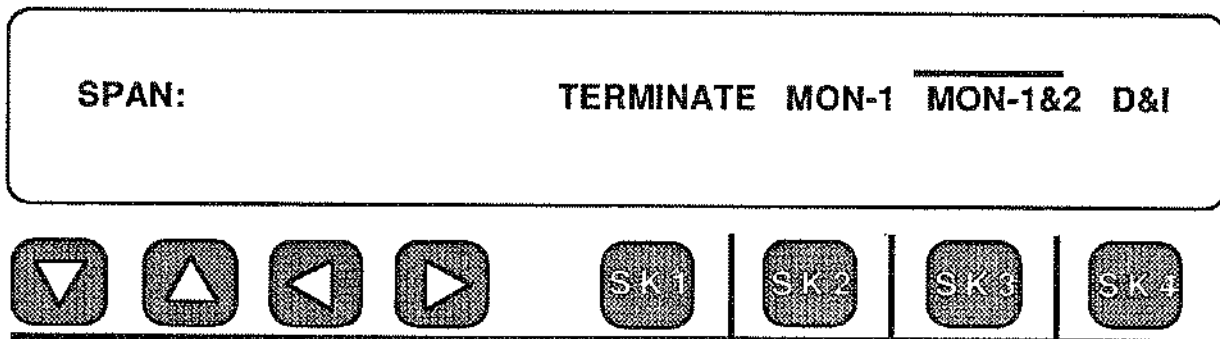 SPAN: TERMINATE MON-1 MON-1&2 D&I
SK1 SK2 SK3 SK4